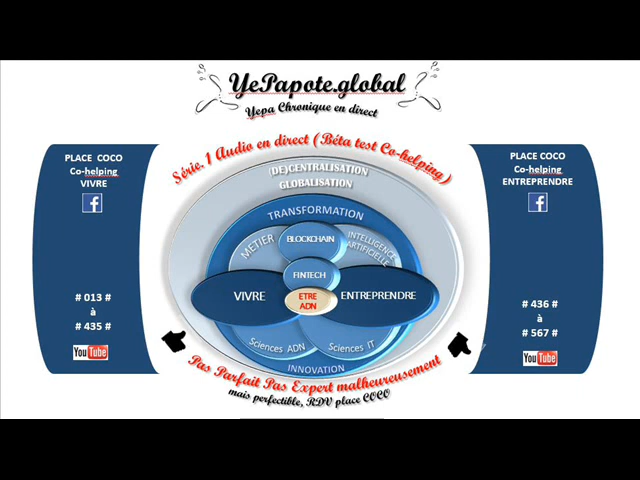 YePapote.global
Yepa Chronique en direct
Série, 1 Audio en direct (Béta test Co-helping)
PLACE COCO
Co-helping
VIVRE
(DE)CENTRALISATION
GLOBALISATION
TRANSFORMATION
METIER
BLOCKCHAIN
INTELLIGENCE
ARTIFICIELLE
FINTECH
VIVRE
ETRE
ADN
ENTREPRENDRE
Sciences ADN
Sciences IT
INNOVATION
# 013 #
à
# 435 #
YouTube
PLACE COCO
Co-helping
ENTREPRENDRE
# 436 #
à
# 567 #
YouTube
Pas Parfait Pas Expert malheureusement
mais perfectible, RDV place COCO